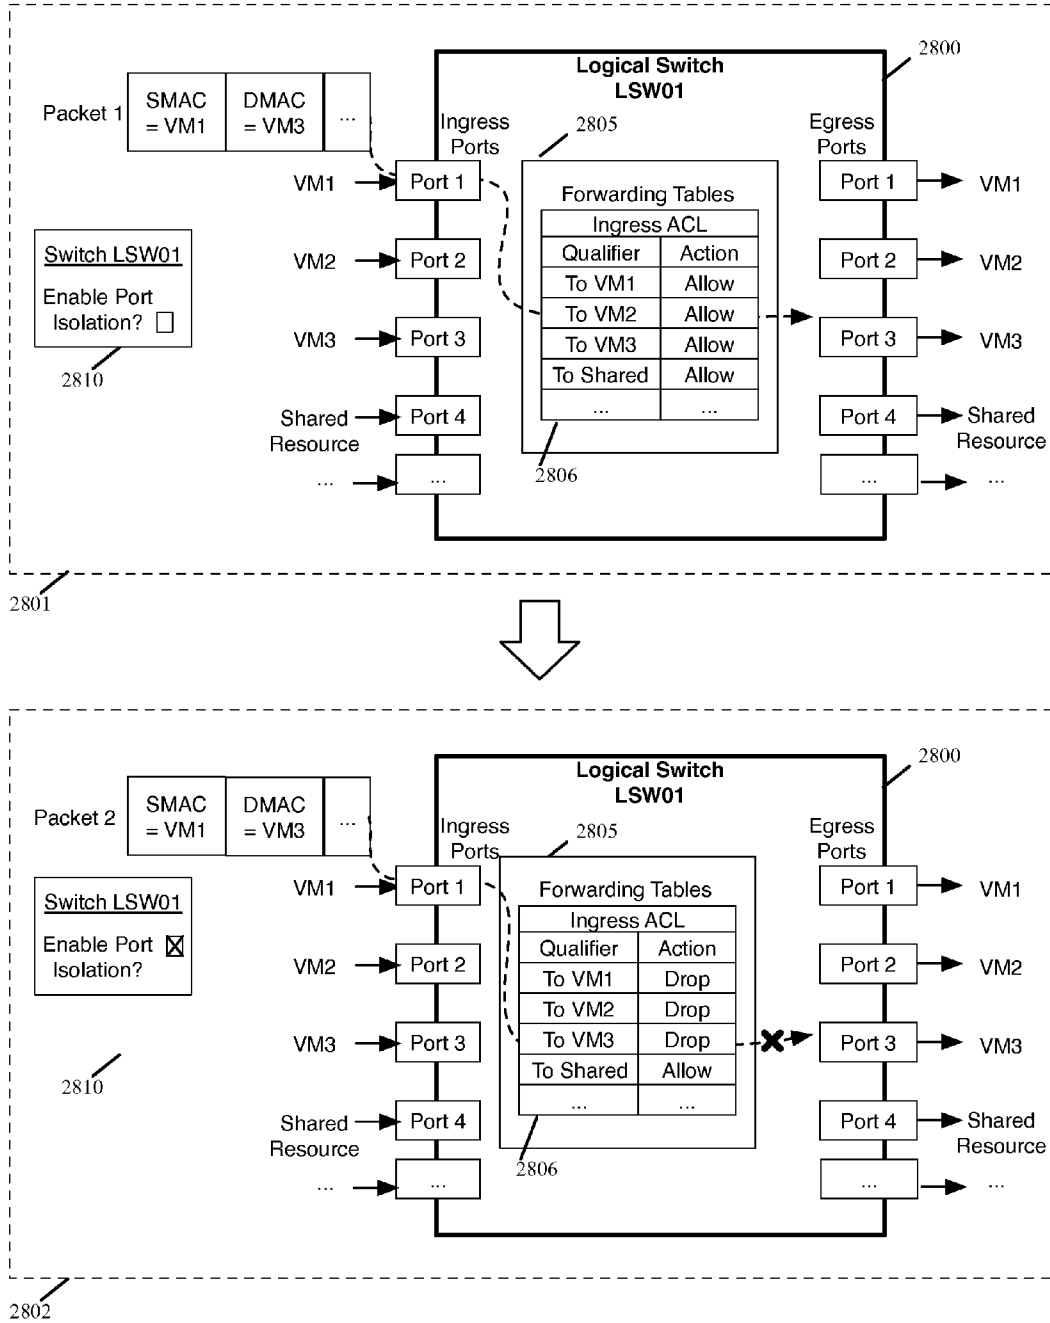 2800
Logical Switch
LSW01
Packet 1
SMAC = VM1
DMAC = VM3
...
Ingress Ports
2805
Egress Ports
VM1
Port 1
Forwarding Tables
Port 1
VM1
Ingress ACL
Switch LSW01
VM2
Port 2
Qualifier
Action
Port 2
VM2
To VM1
Allow
Enable Port Isolation?
To VM2
Allow
VM3
Port 3
To VM3
Allow
Port 3
VM3
2810
To Shared
Allow
Shared Resource
Port 4
...
...
Port 4
Shared Resource
2806
...
...
...
...
2801
2800
Logical Switch
LSW01
Packet 2
SMAC = VM1
DMAC = VM3
...
Ingress Ports
2805
Egress Ports
VM1
Port 1
Forwarding Tables
Port 1
VM1
Switch LSW01
Ingress ACL
Enable Port Isolation?
Qualifier
Action
VM2
Port 2
To VM1
Drop
Port 2
VM2
To VM2
Drop
VM3
Port 3
To VM3
Drop
Port 3
VM3
2810
To Shared
Allow
...
...
Shared Resource
Port 4
Port 4
Shared Resource
2806
...
...
...
...
2802